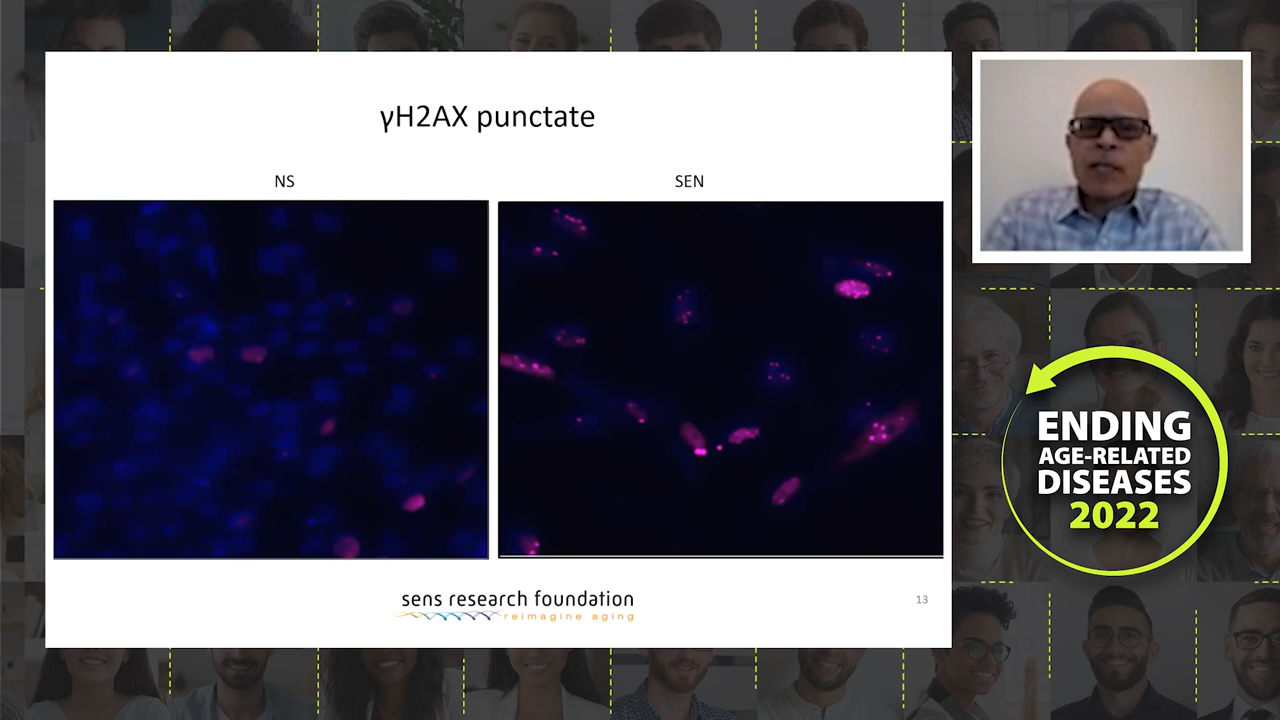 γH2AX punctate
NS
SEN
sens research foundation
reimagine aging
13
ENDING
AGE-RELATED
DISEASES
2022